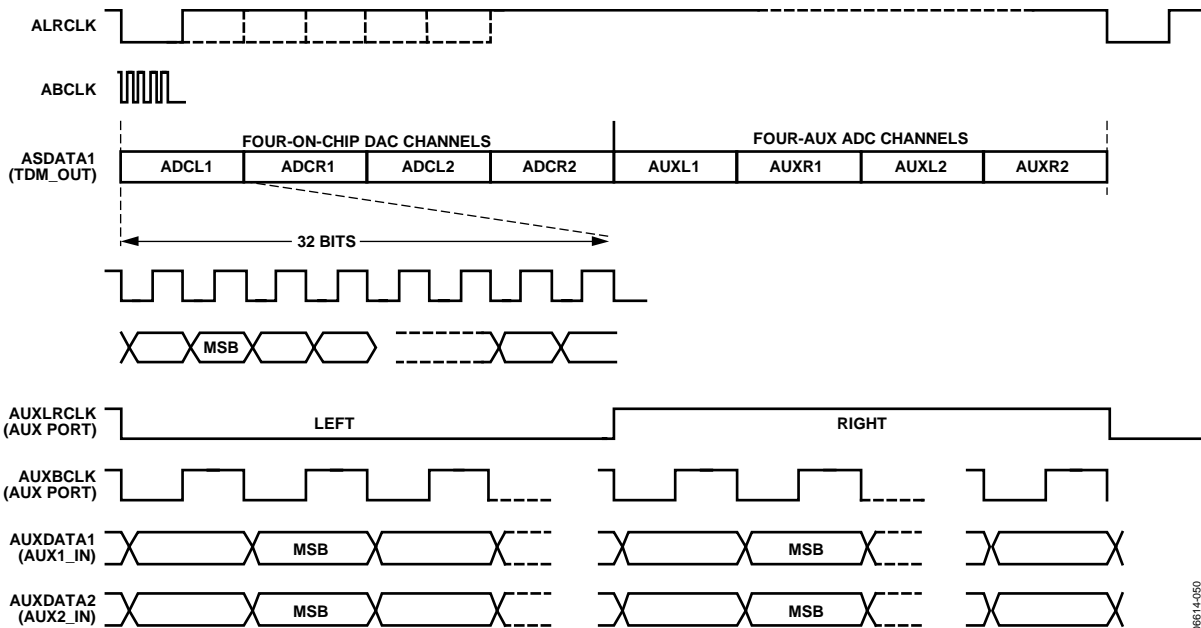 ALRCLK
ABCLK
FOUR-ON-CHIP DAC CHANNELS
FOUR-AUX ADC CHANNELS
ASDATA1
(TDM_OUT)
ADCL1
ADCR1
ADCL2
ADCR2
AUXL1
AUXR1
AUXL2
AUXR2
32 BITS
MSB
AUXLRCLK
(AUX PORT)
LEFT
RIGHT
AUXBCLK
(AUX PORT)
AUXDATA1
(AUX1_IN)
MSB
MSB
AUXDATA2
(AUX2_IN)
MSB
MSB
06614-050